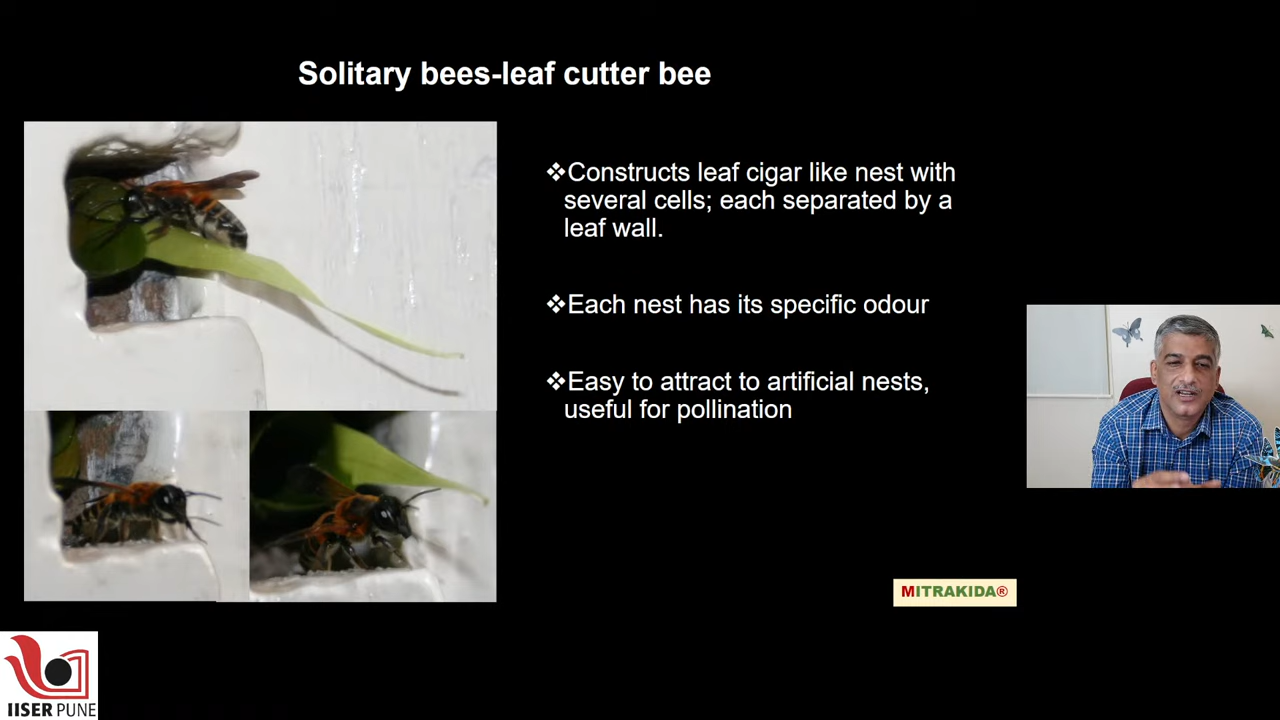 Solitary bees-leaf cutter bee
❖Constructs leaf cigar like nest with
several cells; each separated by a
leaf wall.
❖Each nest has its specific odour
❖Easy to attract to artificial nests,
useful for pollination
MITRAKIDA®
IISER PUNE